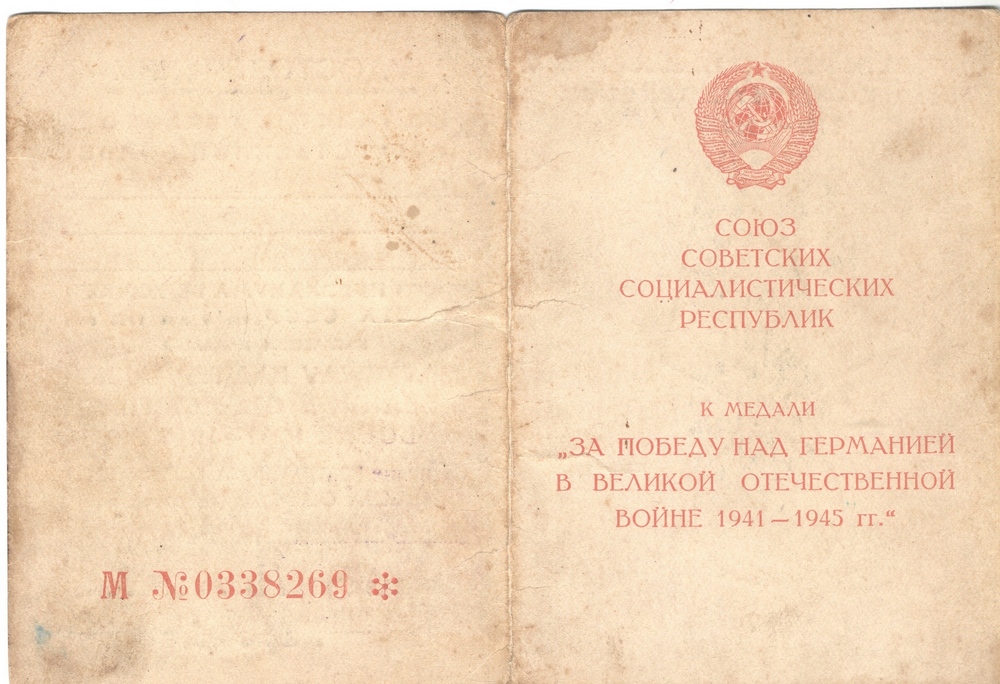 М №0338269
СОЮЗ
СОВЕТСКИХ
СОЦИАЛИСТИЧЕСКИХ
РЕСПУБЛИК
К МЕДАЛИ
„ЗА ПОБЕДУ НАД ГЕРМАНИЕЙ
В ВЕЛИКОЙ ОТЕЧЕСТВЕННОЙ
ВОЙНЕ 1941 — 1945 гг.“